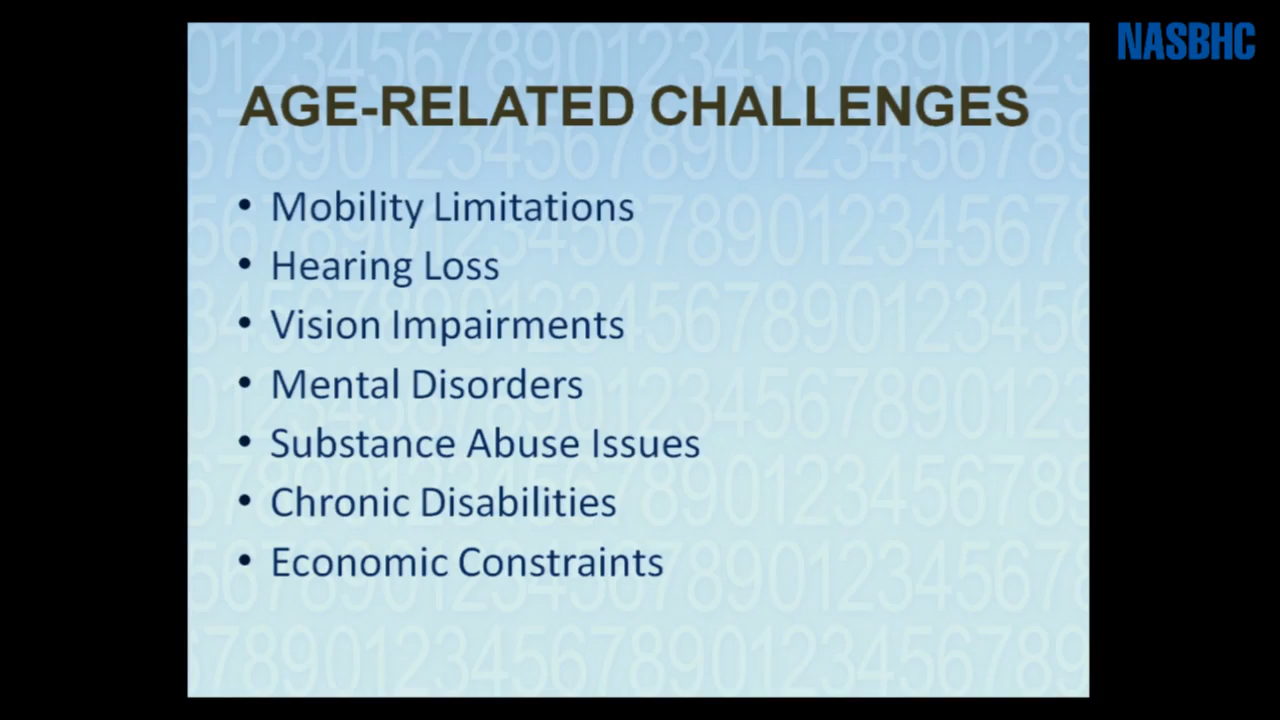 NASBHC
AGE-RELATED CHALLENGES
• Mobility Limitations
• Hearing Loss
• Vision Impairments
• Mental Disorders
• Substance Abuse Issues
• Chronic Disabilities
• Economic Constraints